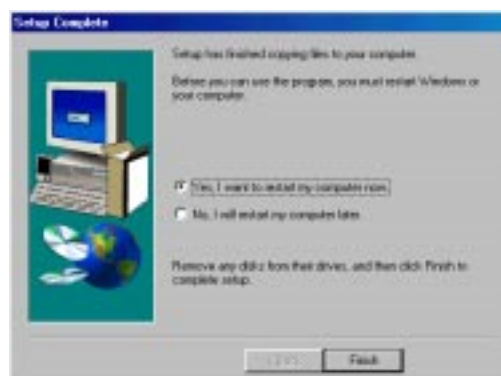 Setup Complete
Setup has finished copying files to your computer.
Before you can use the program, you must restart Windows or
your computer.
Yes, I want to restart my computer now.
No, I will restart my computer later.
Remove any disks from their drives, and then click Finish to
complete setup.
Finish